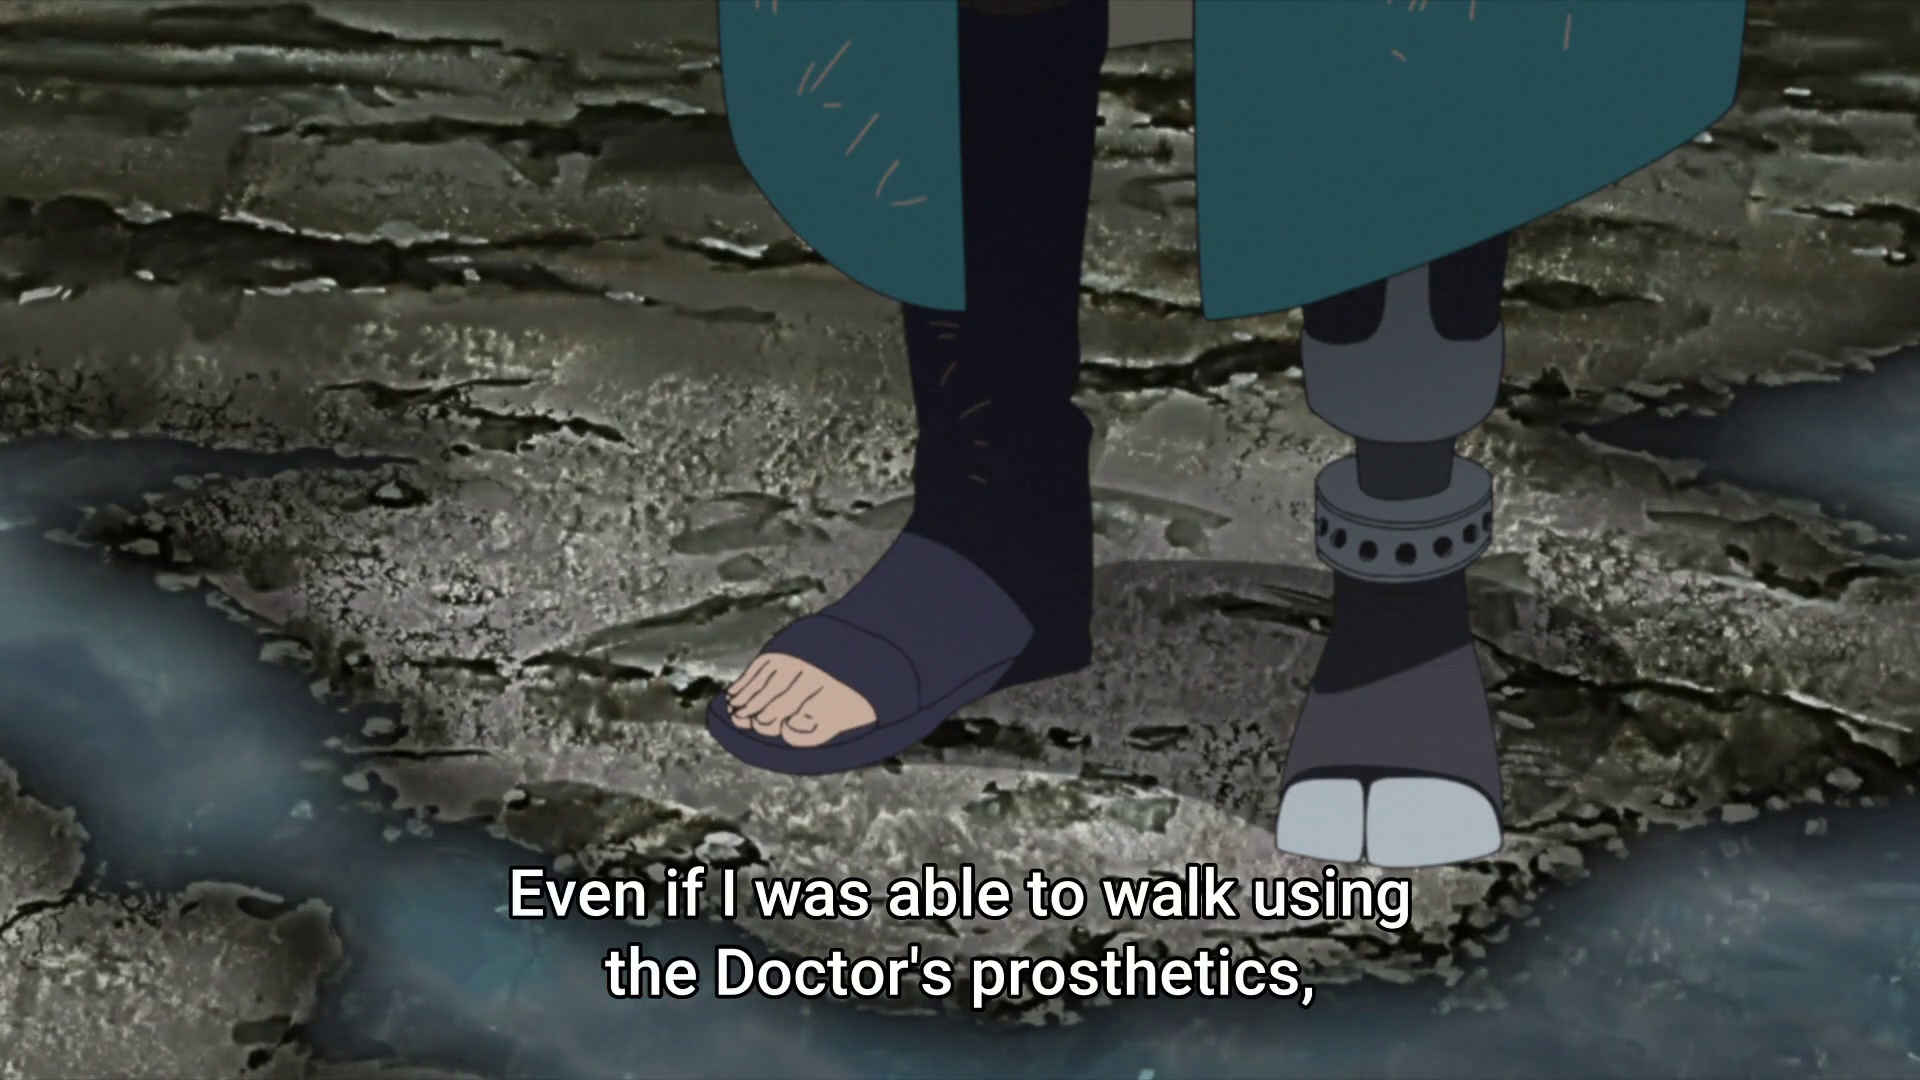 Even if I was able to walk using
the Doctor's prosthetics,